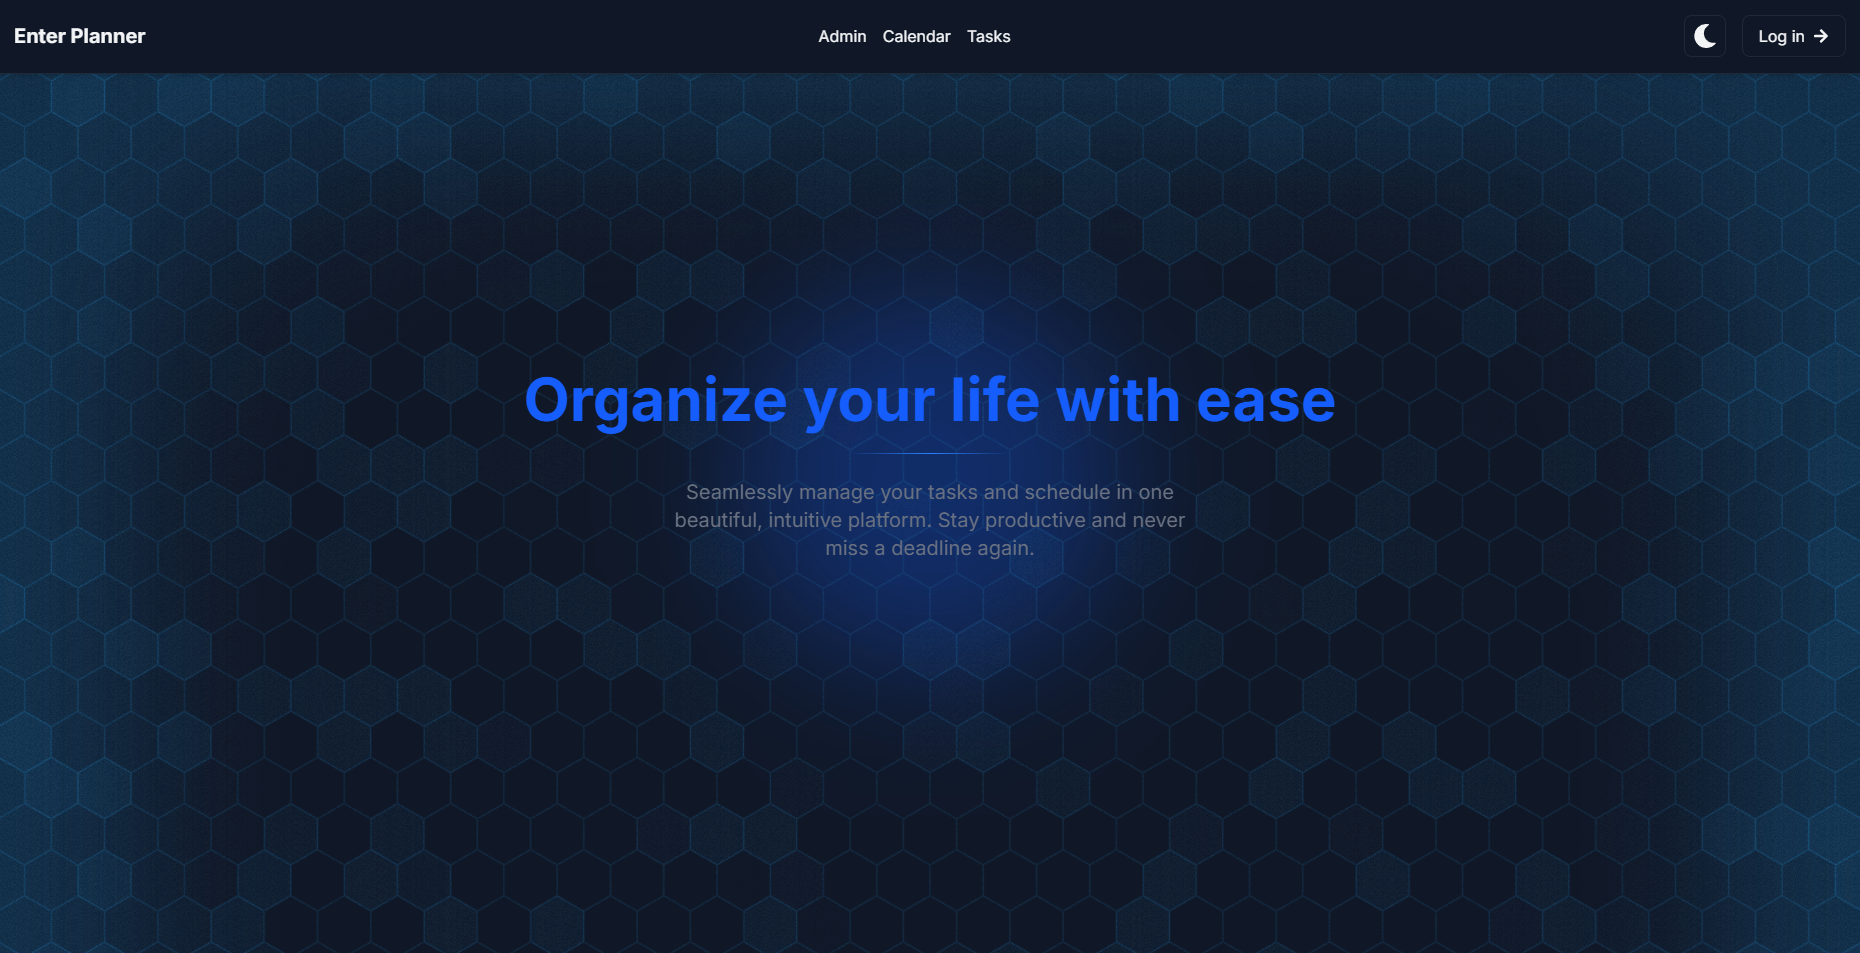 Enter Planner
Admin Calendar Tasks
Log in
Organize your life with ease
Seamlessly manage your tasks and schedule in one
beautiful, intuitive platform. Stay productive and never
miss a deadline again.